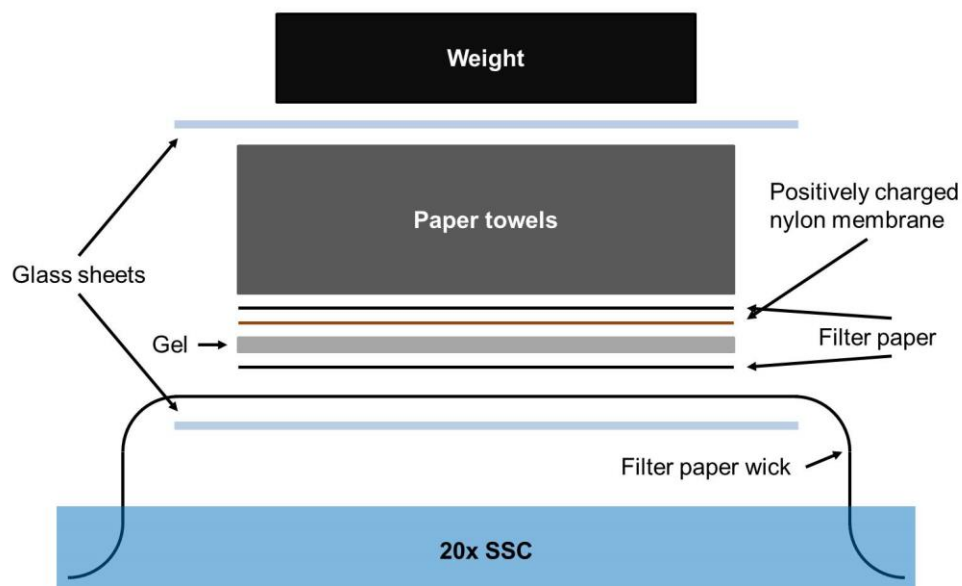 Weight
Paper towels
Positively charged
nylon membrane
Glass sheets
Gel
Filter paper
Filter paper wick
20x SSC